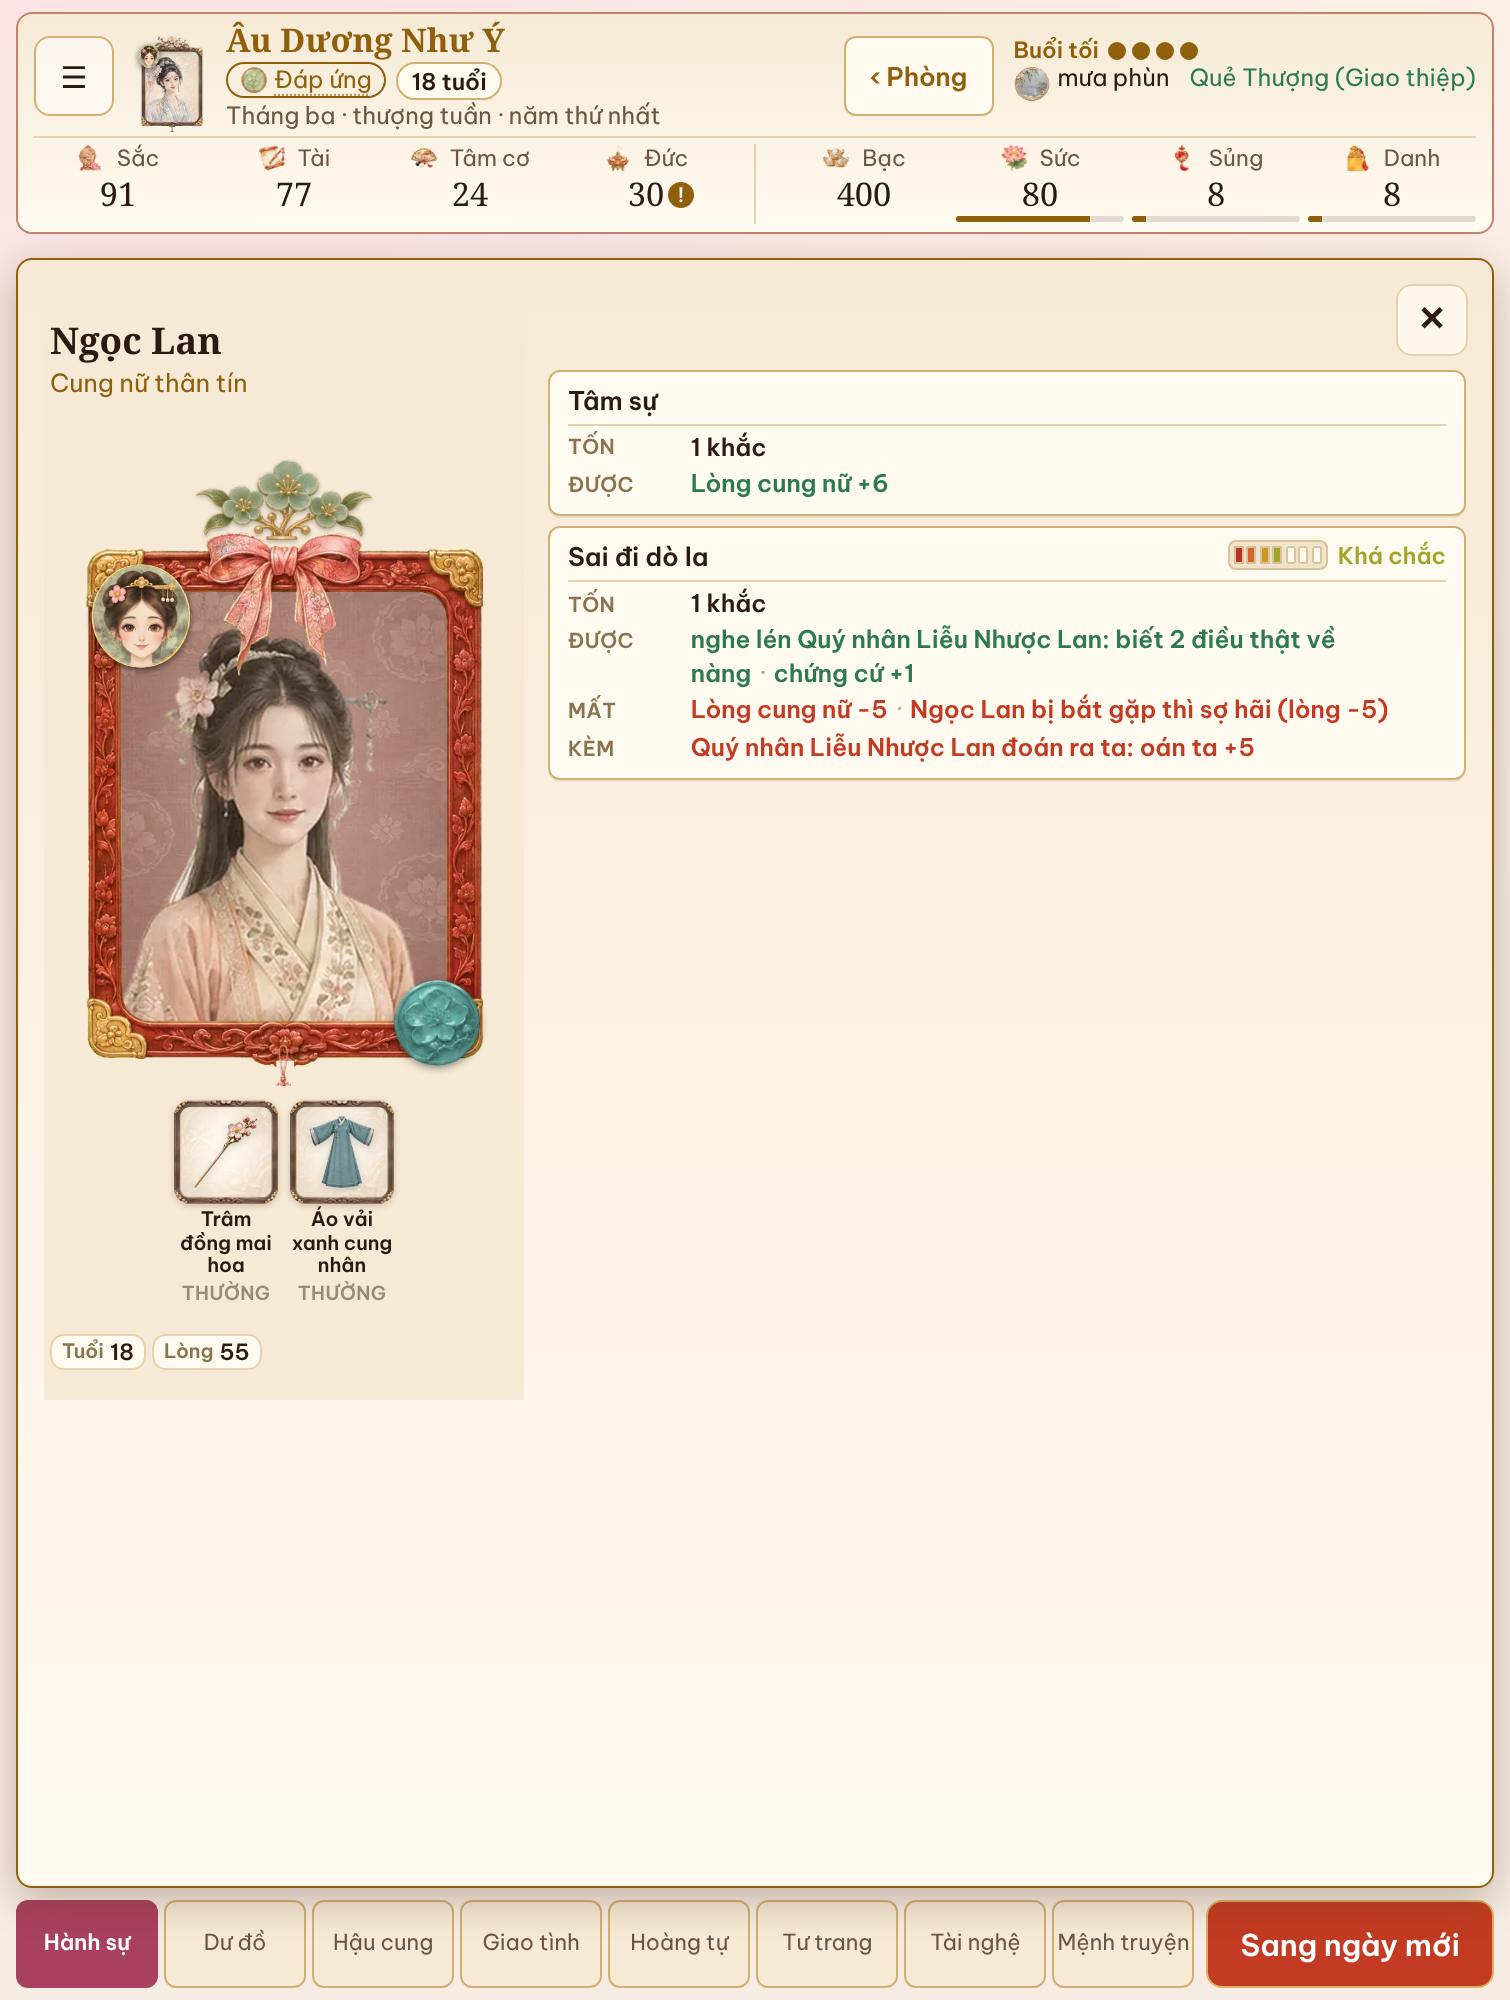 ☰
Âu Dương Như Ý
Đáp ứng
18 tuổi
Tháng ba · thượng tuần · năm thứ nhất
‹ Phòng
Buổi tối
mưa phùn
Quẻ Thượng (Giao thiệp)
Sắc
91
Tài
77
Tâm cơ
24
Đức
30 !
Bạc
400
Sức
80
Sủng
8
Danh
8
Ngọc Lan
Cung nữ thân tín
✕
Tâm sự
TỐN 1 khắc
ĐƯỢC Lòng cung nữ +6
Sai đi dò la
Khá chắc
TỐN 1 khắc
ĐƯỢC nghe lén Quý nhân Liễu Nhược Lan: biết 2 điều thật về
nàng · chứng cứ +1
MẤT Lòng cung nữ -5 · Ngọc Lan bị bắt gặp thì sợ hãi (lòng -5)
KÈM Quý nhân Liễu Nhược Lan đoán ra ta: oán ta +5
Trâm
đồng mai
hoa
THƯỜNG
Áo vải
xanh cung
nhân
THƯỜNG
Tuổi 18
Lòng 55
Hành sự
Dư đồ
Hậu cung
Giao tình
Hoàng tự
Tư trang
Tài nghệ
Mệnh truyện
Sang ngày mới